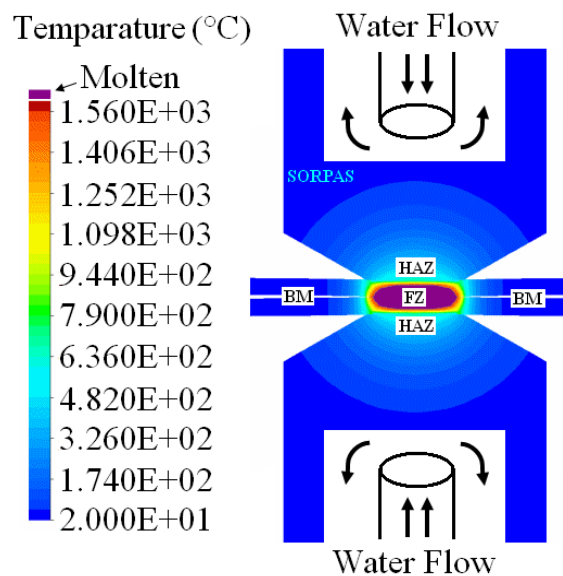 Temparature (°C)
Molten
1.560E+03
1.406E+03
1.252E+03
1.098E+03
9.440E+02
7.900E+02
6.360E+02
4.820E+02
3.260E+02
1.740E+02
2.000E+01
Water Flow
SORPAS
HAZ
BM FZ BM
HAZ
Water Flow